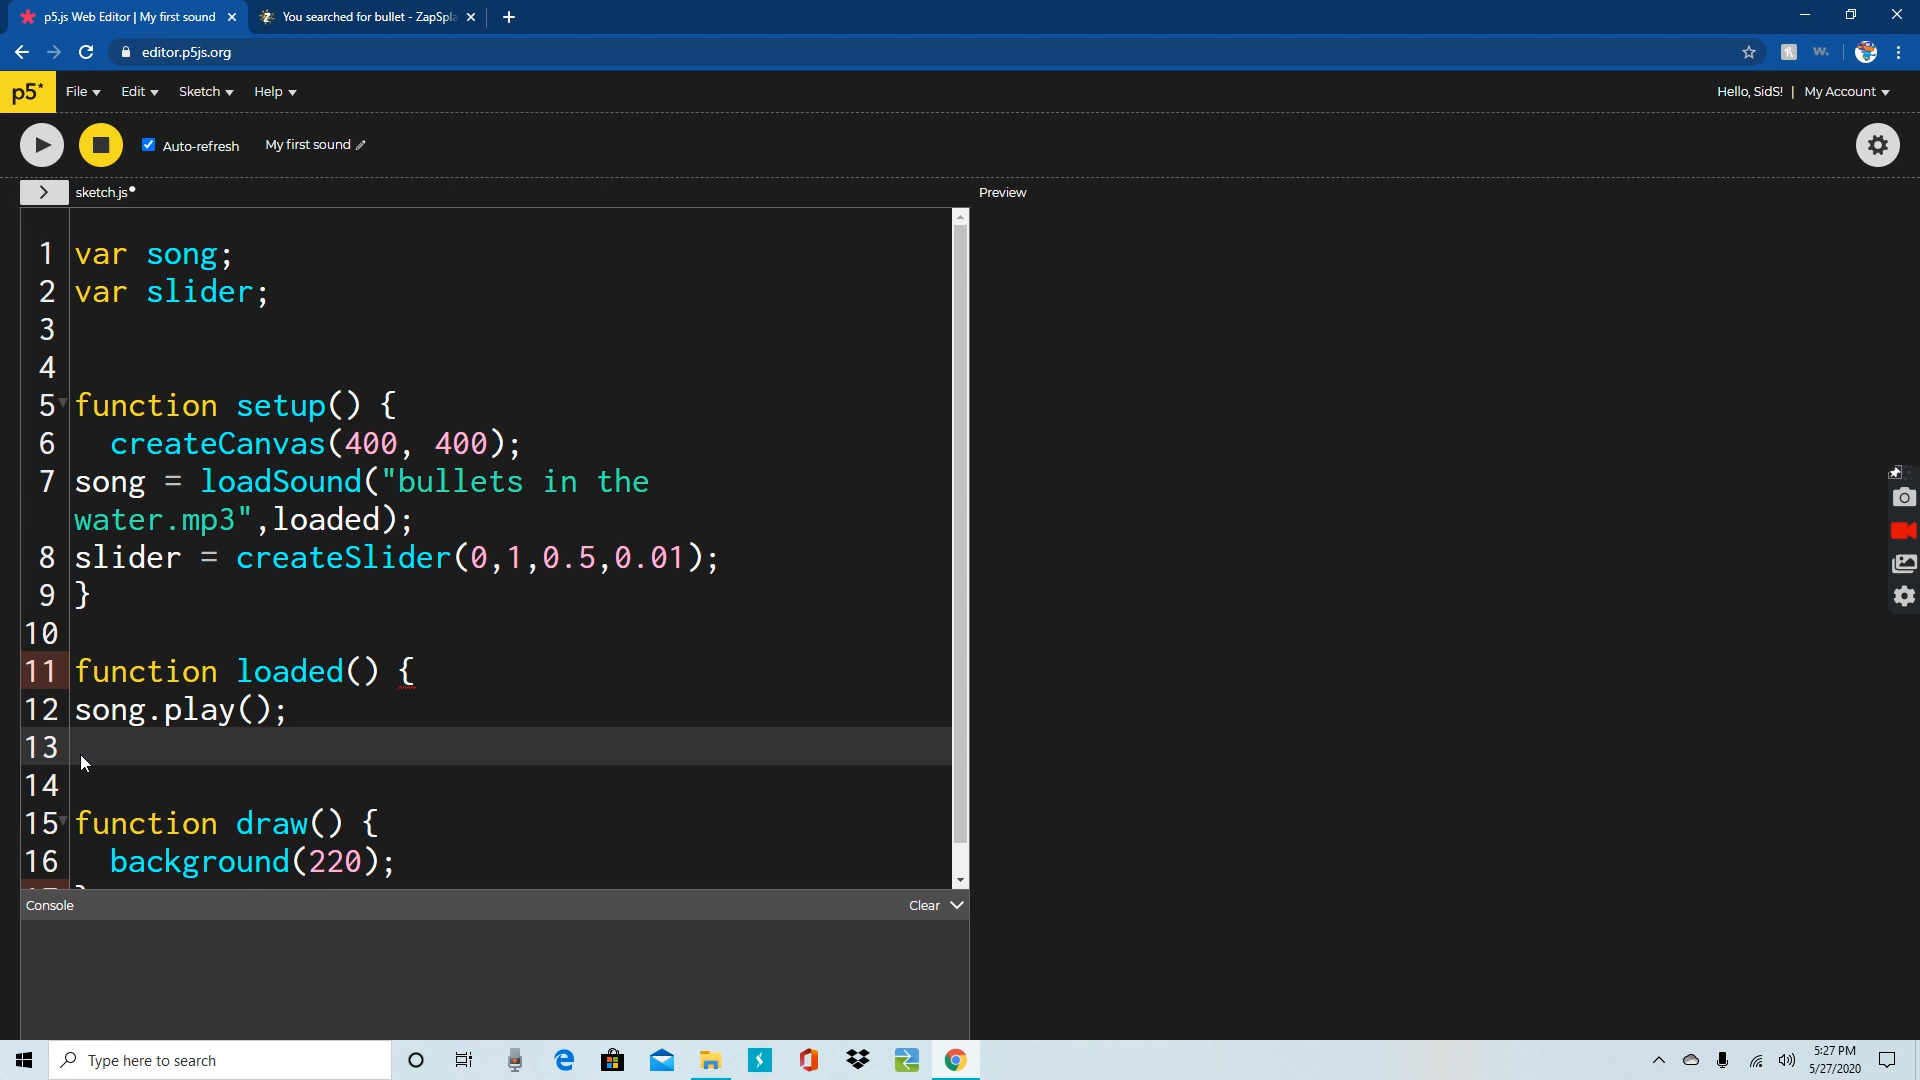 p5.js Web Editor | My first sound
You searched for bullet - ZapSpla
editor.p5js.org
p5*
File Edit Sketch Help
Hello, SidS! | My Account
Auto-refresh My first sound
sketch.js
Preview
1 var song;
2 var slider;
3
4
5 function setup() {
6 createCanvas(400, 400);
7 song = loadSound("bullets in the
water.mp3",loaded);
8 slider = createSlider(0,1,0.5,0.01);
9 }
10
11 function loaded() {
12 song.play();
13
14
15 function draw() {
16 background(220);
Console Clear
Type here to search
5:27 PM
5/27/2020